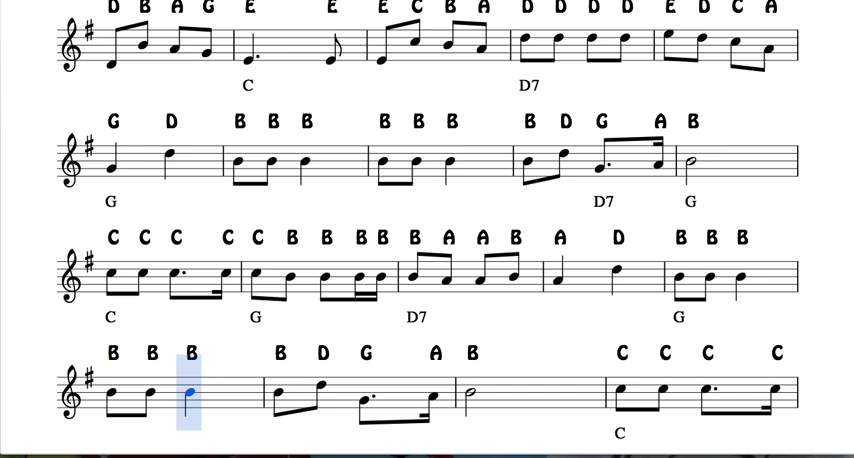 D B A G E E E C B A D D D D E D C A
C D7
G D B B B B B B B D G A B
G D7 G
C C C C C B B B B B A A B A D B B B
C G D7 G
B B B B D G A B C C C C
C